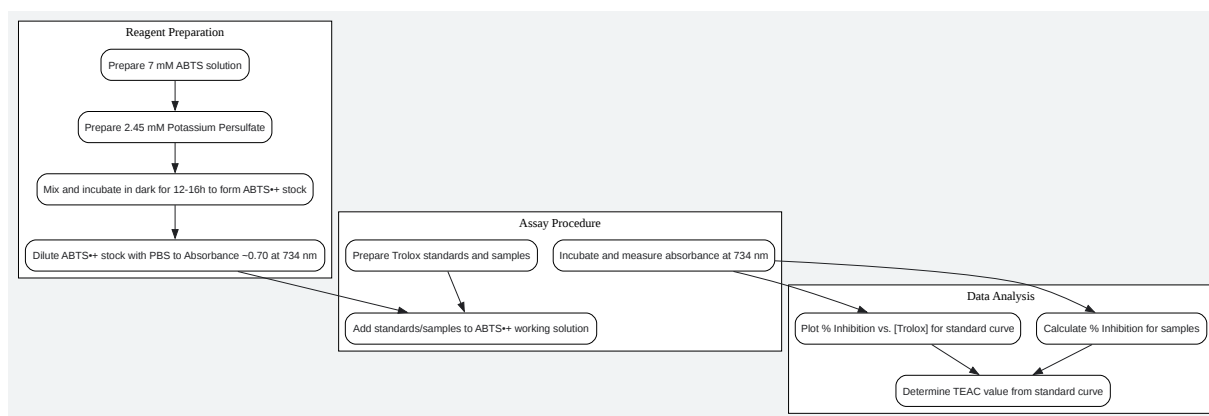 Reagent Preparation
Prepare 7 mM ABTS solution
Prepare 2.45 mM Potassium Persulfate
Mix and incubate in dark for 12-16h to form ABTS•+ stock
Dilute ABTS•+ stock with PBS to Absorbance ~0.70 at 734 nm
Assay Procedure
Prepare Trolox standards and samples
Incubate and measure absorbance at 734 nm
Add standards/samples to ABTS•+ working solution
Data Analysis
Plot % Inhibition vs. [Trolox] for standard curve
Calculate % Inhibition for samples
Determine TEAC value from standard curve